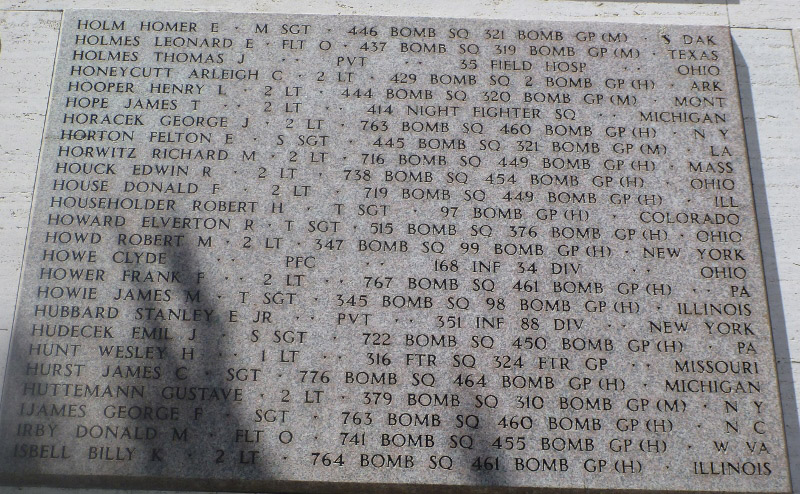 HOLM HOMER E · M SGT · 446 BOMB SQ 321 BOMB GP (M) · S DAK
HOLMES LEONARD E · FLT O · 437 BOMB SQ 319 BOMB GP (M) · TEXAS
HOLMES THOMAS J · · PVT · · 35 FIELD HOSP · · OHIO
HONEYCUTT ARLEIGH C · 2 LT · 429 BOMB SQ 2 BOMB GP (H) · ARK
HOOPER HENRY L · 2 LT · 444 BOMB SQ 320 BOMB GP (M) · MONT
HOPE JAMES T · · 2 LT · · 414 NIGHT FIGHTER SQ · · MICHIGAN
HORACEK GEORGE J · 2 LT · 763 BOMB SQ 460 BOMB GP (H) · N Y
HORTON FELTON E · S SGT · 445 BOMB SQ 321 BOMB GP (M) · LA
HORWITZ RICHARD M · 2 LT · 716 BOMB SQ 449 BOMB GP (H) · MASS
HOUCK EDWIN R · 2 LT · 738 BOMB SQ 454 BOMB GP (H) · OHIO
HOUSE DONALD F · 2 LT · 719 BOMB SQ 449 BOMB GP (H) · ILL
HOUSEHOLDER ROBERT H · T SGT · 97 BOMB GP (H) · COLORADO
HOWARD ELVERTON R · T SGT · 515 BOMB SQ 376 BOMB GP (H) · OHIO
HOWD ROBERT M · 2 LT · 347 BOMB SQ 99 BOMB GP (H) · NEW YORK
HOWE CLYDE · · PFC · · 168 INF 34 DIV · · OHIO
HOWER FRANK F · · 2 LT · · 767 BOMB SQ 461 BOMB GP (H) · · PA
HOWIE JAMES M · T SGT · 345 BOMB SQ 98 BOMB GP (H) · ILLINOIS
HUBBARD STANLEY E JR · · PVT · · 351 INF 88 DIV · · NEW YORK
HUDECEK EMIL J · S SGT · 722 BOMB SQ 450 BOMB GP (H) · PA
HUNT WESLEY H · · 1 LT · · 316 FTR SQ 324 FTR GP · · MISSOURI
HURST JAMES C · SGT · 776 BOMB SQ 464 BOMB GP (H) · MICHIGAN
HUTTEMANN GUSTAVE · 2 LT · 379 BOMB SQ 310 BOMB GP (M) · N Y
IJAMES GEORGE F · SGT · 763 BOMB SQ 460 BOMB GP (H) · N C
IRBY DONALD M · FLT O · 741 BOMB SQ 455 BOMB GP (H) · W VA
ISBELL BILLY K · 2 LT · 764 BOMB SQ 461 BOMB GP (H) · ILLINOIS